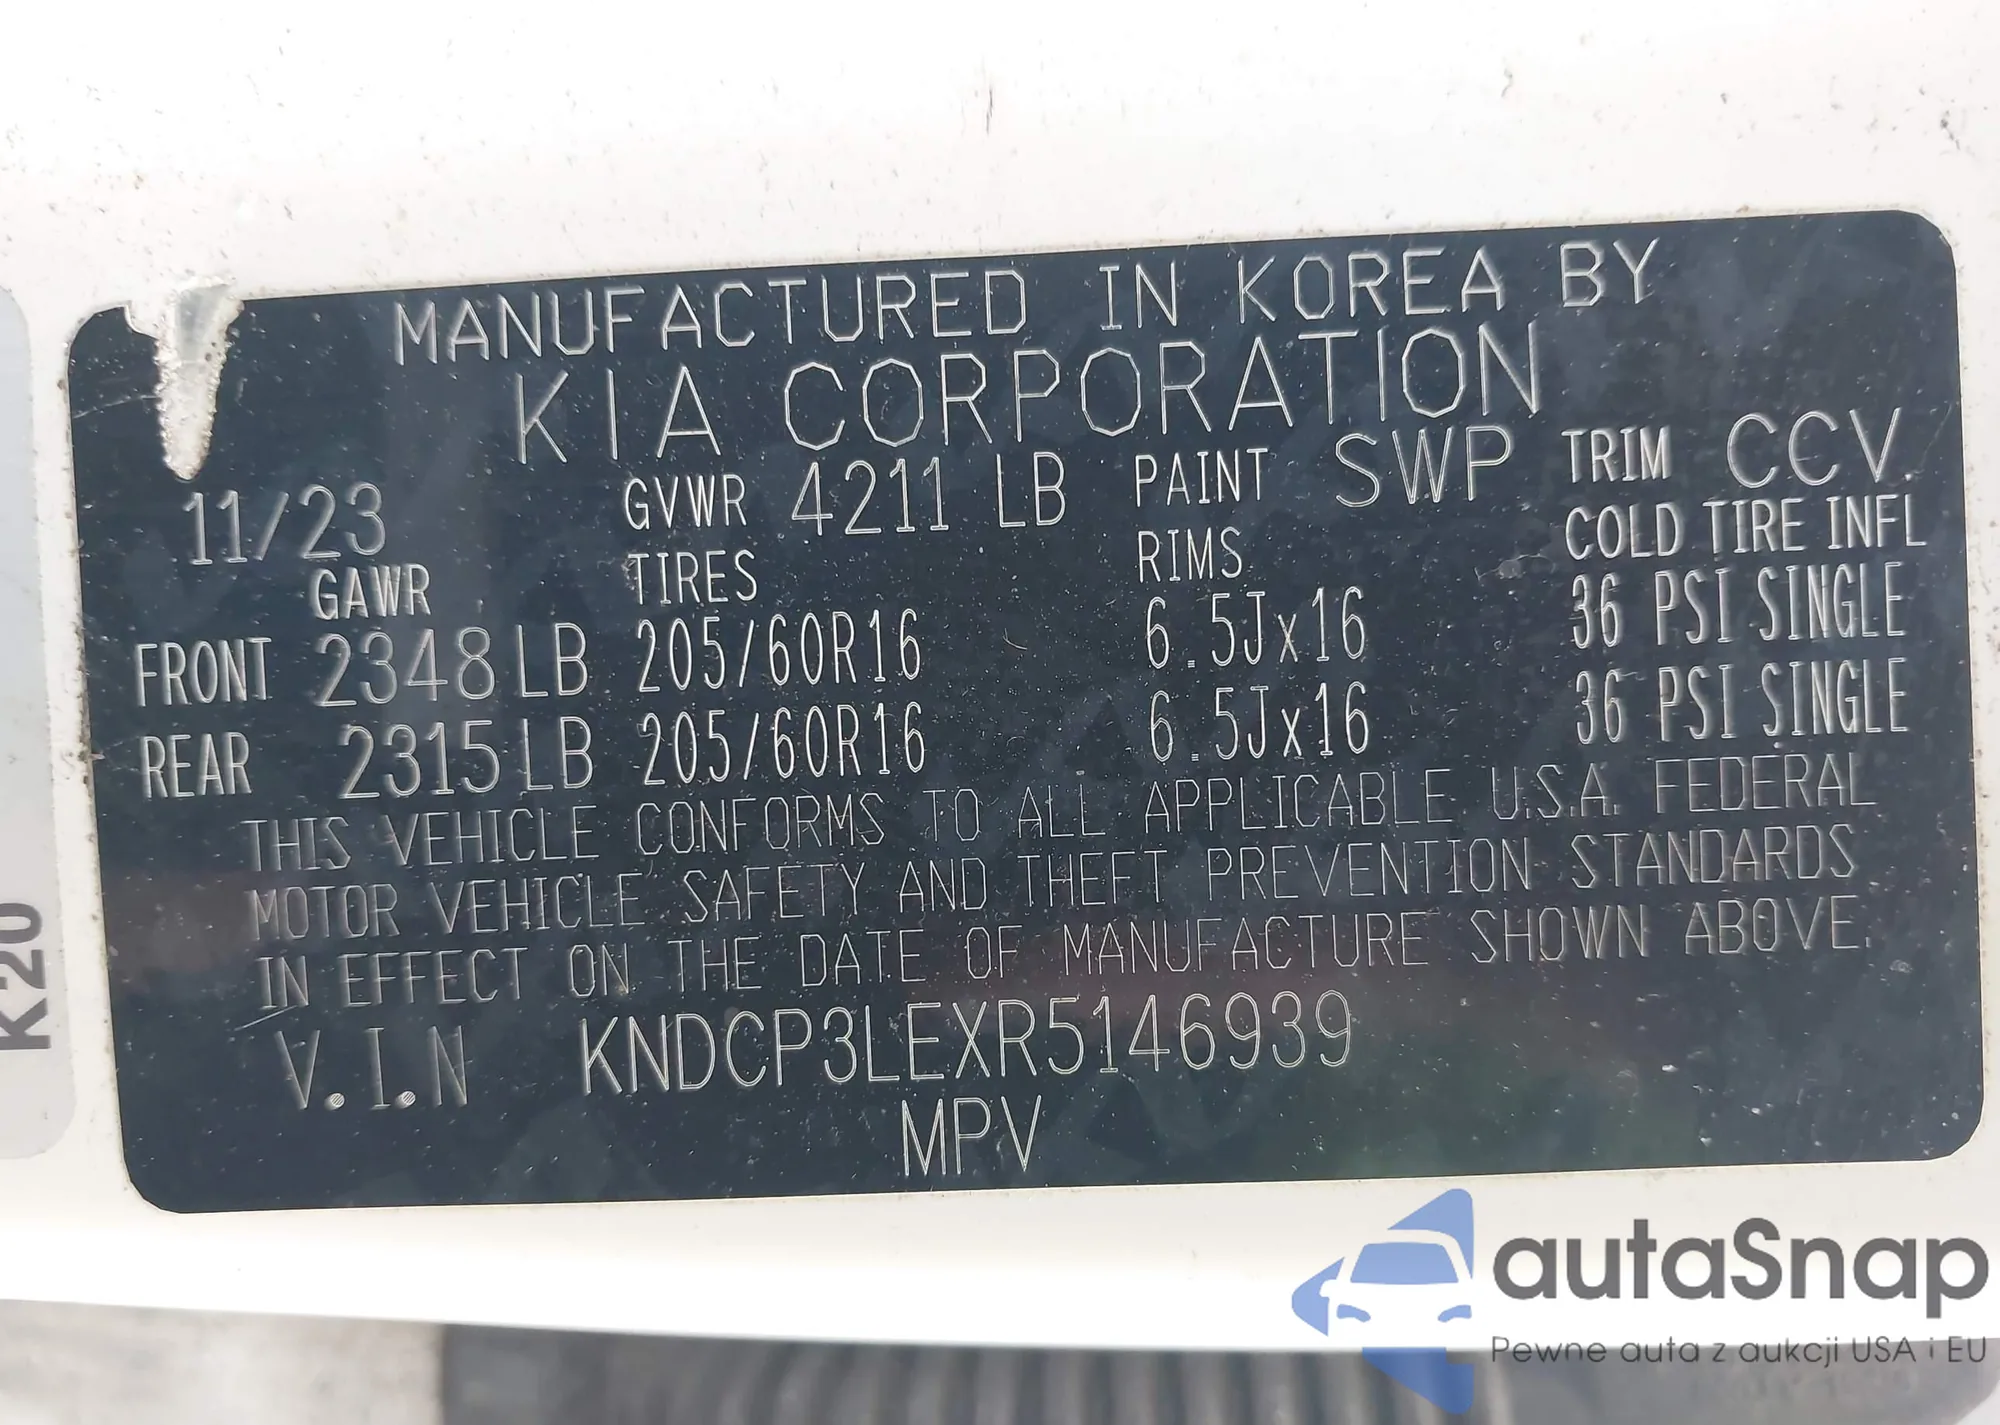 MANUFACTURED IN KOREA BY
KIA CORPORATION
11/23 GVWR 4211 LB PAINT SWP TRIM CCV.
GAWR TIRES RIMS COLD TIRE INFL
FRONT 2348 LB 205/60R16 6.5Jx16 36 PSI SINGLE
REAR 2315 LB 205/60R16 6.5Jx16 36 PSI SINGLE
THIS VEHICLE CONFORMS TO ALL APPLICABLE U.S.A. FEDERAL
MOTOR VEHICLE SAFETY AND THEFT PREVENTION STANDARDS
IN EFFECT ON THE DATE OF MANUFACTURE SHOWN ABOVE.
V.I.N KNDCP3LEXR5146939
MPV
K20
autaSnap
Pewne auta z aukcji USA i EU